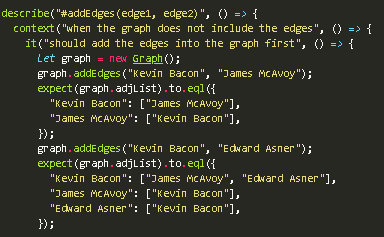 describe("#addEdges(edge1, edge2)", () => {
context("when the graph does not include the edges", () => {
it("should add the edges into the graph first", () => {
Let graph = new Graph();
graph.addEdges("Kevin Bacon", "James McAvoy");
expect(graph.adjList).to.eql({
"Kevin Bacon": ["James McAvoy"],
"James McAvoy": ["Kevin Bacon"],
});
graph.addEdges("Kevin Bacon", "Edward Asner");
expect(graph.adjList).to.eql({
"Kevin Bacon": ["James McAvoy", "Edward Asner"],
"James McAvoy": ["Kevin Bacon"],
"Edward Asner": ["Kevin Bacon"],
});